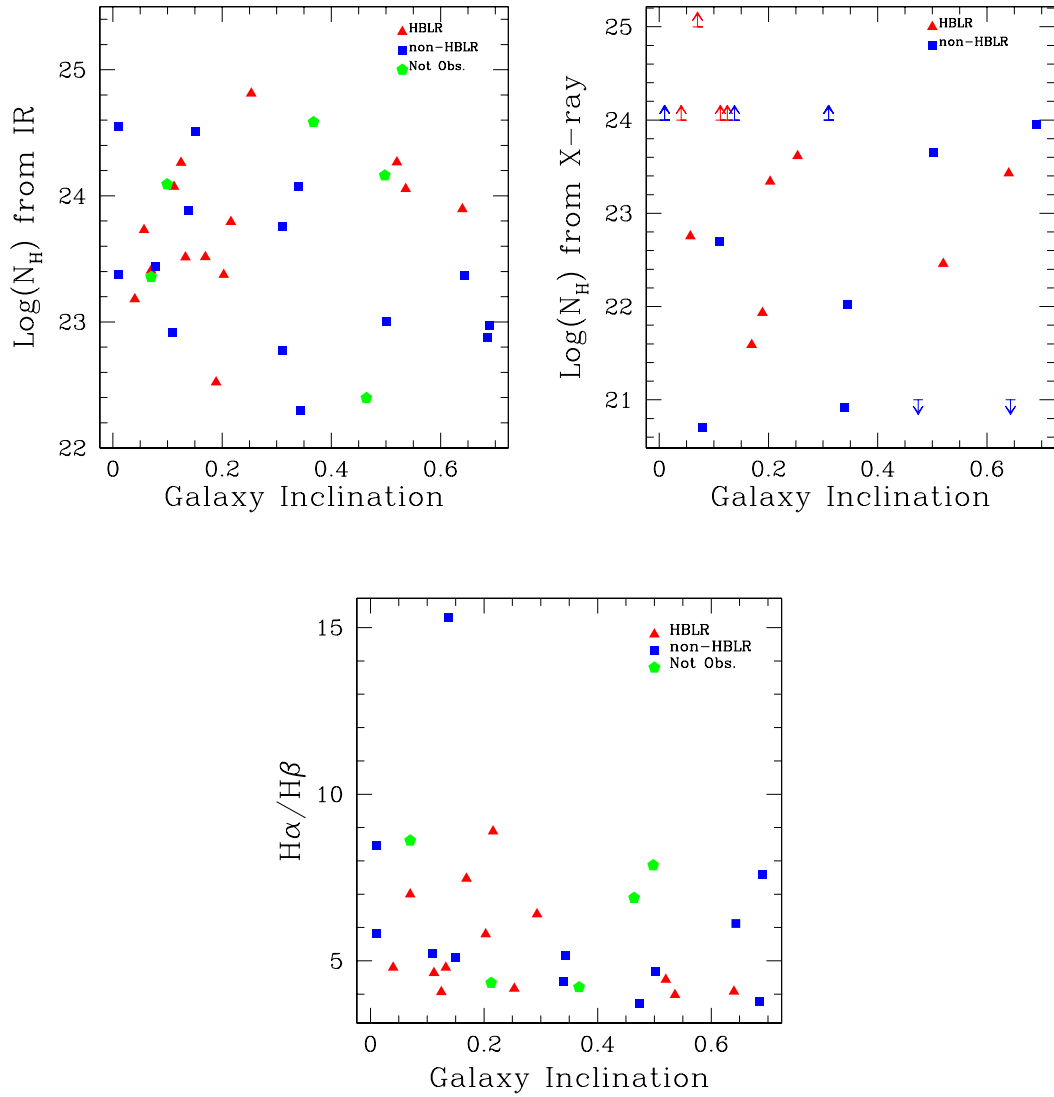 HBLR
non-HBLR
Not Obs.
25
24
23
22
Log(N_H) from IR
0
0.2
0.4
0.6
Galaxy Inclination
HBLR
non-HBLR
25
24
23
22
21
Log(N_H) from X-ray
0
0.2
0.4
0.6
Galaxy Inclination
HBLR
non-HBLR
Not Obs.
15
10
5
Hα/Hβ
0
0.2
0.4
0.6
Galaxy Inclination